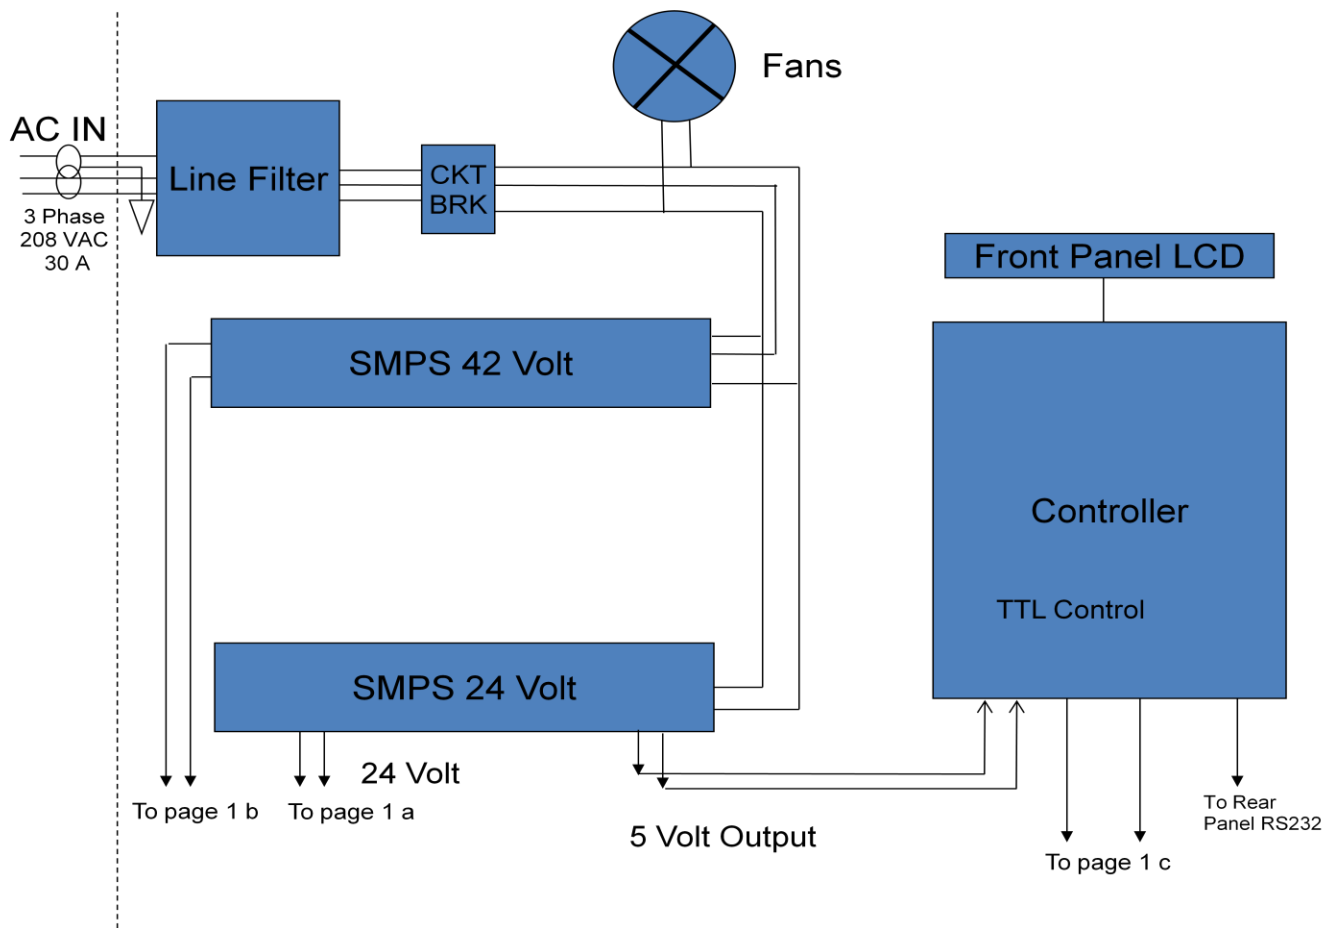 Fans
AC IN
Line Filter
CKT
BRK
3 Phase
208 VAC
30 A
Front Panel LCD
SMPS 42 Volt
Controller
TTL Control
SMPS 24 Volt
24 Volt
To page 1 b
To page 1 a
5 Volt Output
To Rear
Panel RS232
To page 1 c